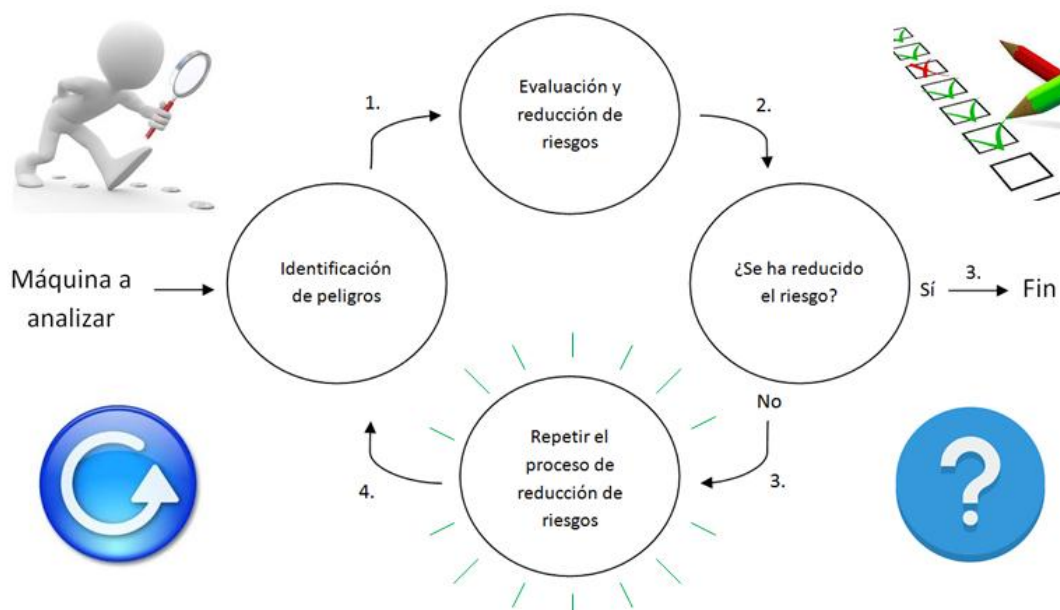 Evaluación y
reducción de
riesgos
1.
2.
Identificación
de peligros
Máquina a
analizar
¿Se ha reducido
el riesgo?
Sí
3.
Fin
No
3.
Repetir el
proceso de
reducción de
riesgos
4.
?